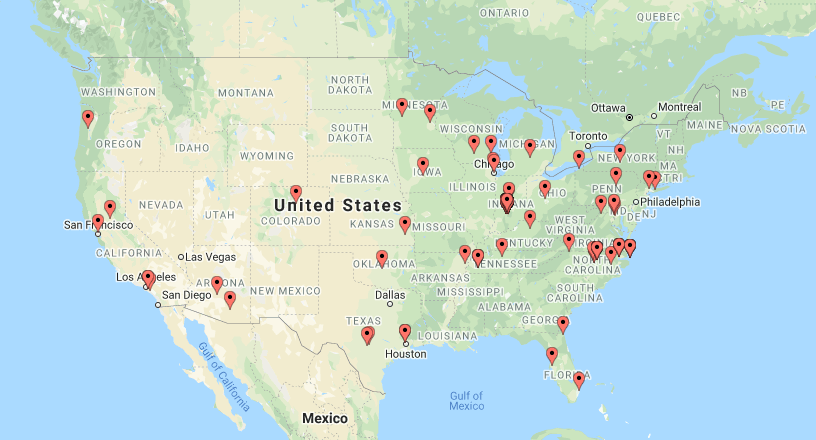 ONTARIO
QUEBEC
WASHINGTON
MONTANA
NORTH
DAKOTA
MINNESOTA
Ottawa
Montreal
NB
PE
MAINE
NOVA SCOTIA
OREGON
IDAHO
SOUTH
DAKOTA
WISCONSIN
MICHIGAN
Toronto
VT
NH
NEW YORK
MA
CT RI
WYOMING
Chicago
IOWA
NEBRASKA
ILLINOIS
INDIANA
OHIO
PENN
Philadelphia
MD
DE
NJ
NEVADA
UTAH
COLORADO
United States
KANSAS
MISSOURI
WEST
VIRGINIA
VIRGINIA
KENTUCKY
San Francisco
CALIFORNIA
Las Vegas
OKLAHOMA
TENNESSEE
NORTH
CAROLINA
ARKANSAS
Los Angeles
ARIZONA
NEW MEXICO
MISSISSIPPI
SOUTH
CAROLINA
San Diego
Dallas
ALABAMA
GEORGIA
TEXAS
LOUISIANA
Houston
FLORIDA
Gulf of
California
Gulf of
Mexico
Mexico